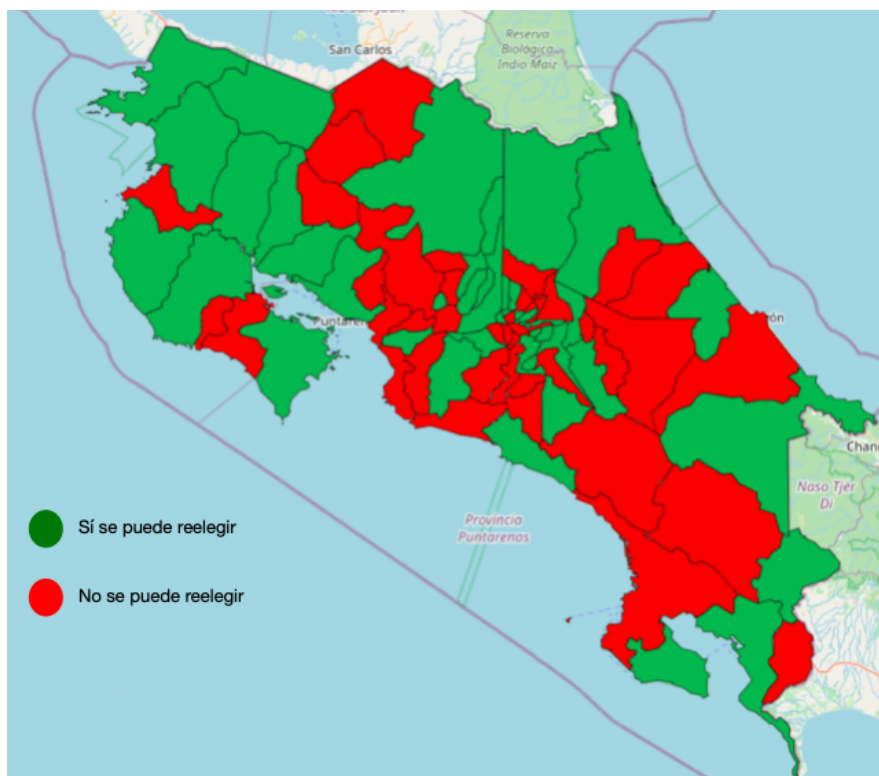 San Carlos
Reserva
Biológica
Indio Maíz
Puntaren
ón
Chan
Naso Tjër
Di
Provincia
Puntarenas
Sí se puede reelegir
No se puede reelegir